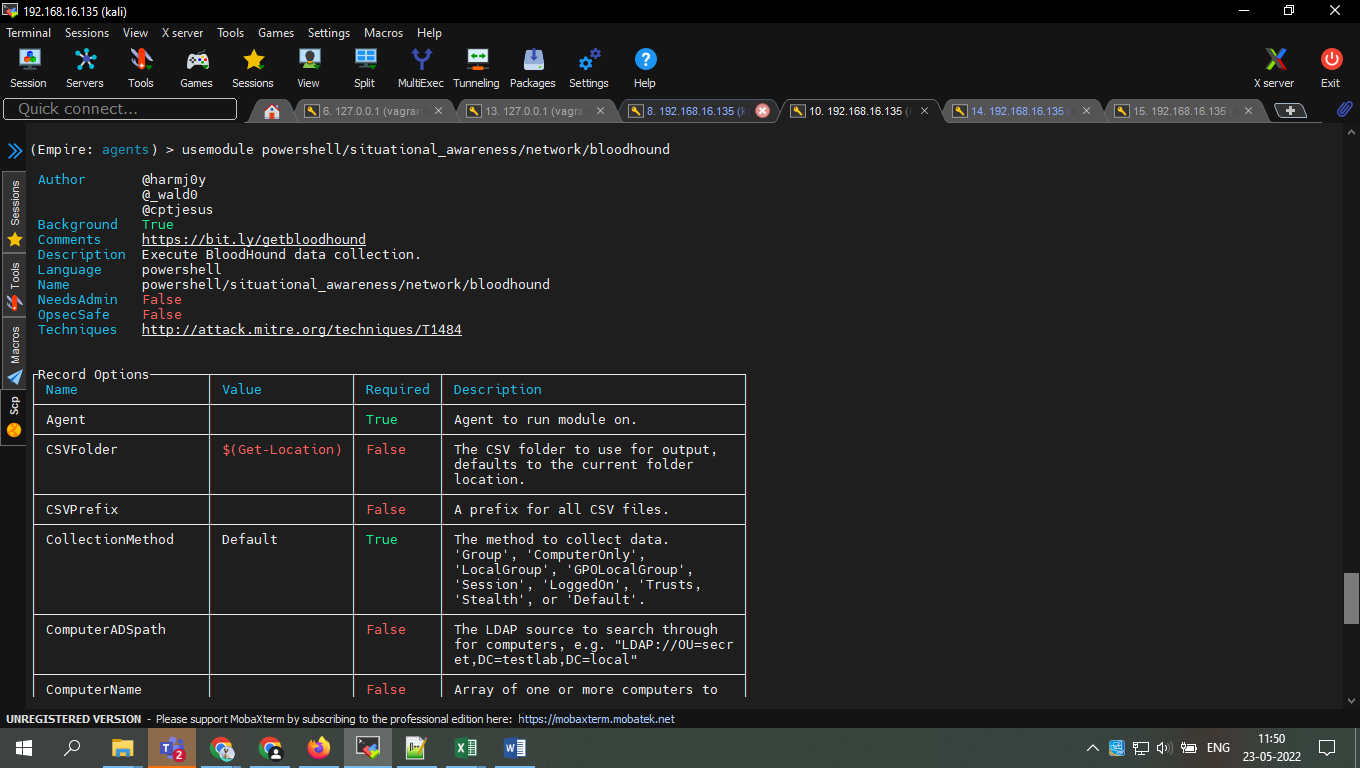 192.168.16.135 (kali)
Terminal Sessions View X server Tools Games Settings Macros Help
Session Servers Tools Games Sessions View Split MultiExec Tunneling Packages Settings Help X server Exit
Quick connect...
6. 127.0.0.1 (vagran
13. 127.0.0.1 (vagra
8. 192.168.16.135 (k
10. 192.168.16.135 (
14. 192.168.16.135
15. 192.168.16.135
Sessions
Tools
Macros
Scp
(Empire: agents) > usemodule powershell/situational_awareness/network/bloodhound
Author @harmj0y
@_wald0
@cptjesus
Background True
Comments https://bit.ly/getbloodhound
Description Execute BloodHound data collection.
Language powershell
Name powershell/situational_awareness/network/bloodhound
NeedsAdmin False
OpsecSafe False
Techniques http://attack.mitre.org/techniques/T1484
Record Options
Name Value Required Description
Agent True Agent to run module on.
CSVFolder $(Get-Location) False The CSV folder to use for output,
defaults to the current folder
location.
CSVPrefix False A prefix for all CSV files.
CollectionMethod Default True The method to collect data.
'Group', 'ComputerOnly',
'LocalGroup', 'GPOLocalGroup',
'Session', 'LoggedOn', 'Trusts,
'Stealth', or 'Default'.
ComputerADSpath False The LDAP source to search through
for computers, e.g. "LDAP://OU=secr
et,DC=testlab,DC=local"
ComputerName False Array of one or more computers to
UNREGISTERED VERSION - Please support MobaXterm by subscribing to the professional edition here: https://mobaxterm.mobatek.net
2
ENG
11:50
23-05-2022